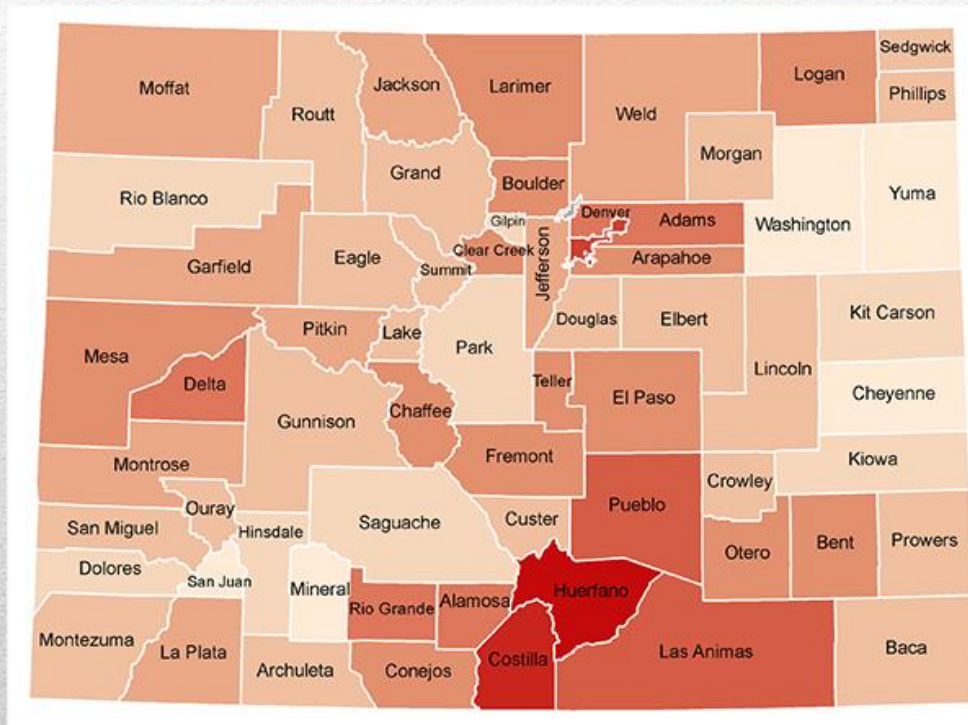 Sedgwick
Moffat
Jackson
Larimer
Logan
Phillips
Routt
Weld
Morgan
Grand
Boulder
Rio Blanco
Yuma
Gilpin
Denver
Adams
Washington
Clear Creek
Jefferson
Arapahoe
Garfield
Eagle
Summit
Kit Carson
Pitkin
Lake
Park
Douglas
Elbert
Mesa
Lincoln
Delta
Teller
El Paso
Cheyenne
Gunnison
Chaffee
Montrose
Fremont
Kiowa
Crowley
Ouray
Pueblo
Custer
San Miguel
Hinsdale
Saguache
Otero
Bent
Prowers
Dolores
San Juan
Mineral
Huerfano
Rio Grande
Alamosa
Montezuma
La Plata
Archuleta
Conejos
Costilla
Las Animas
Baca